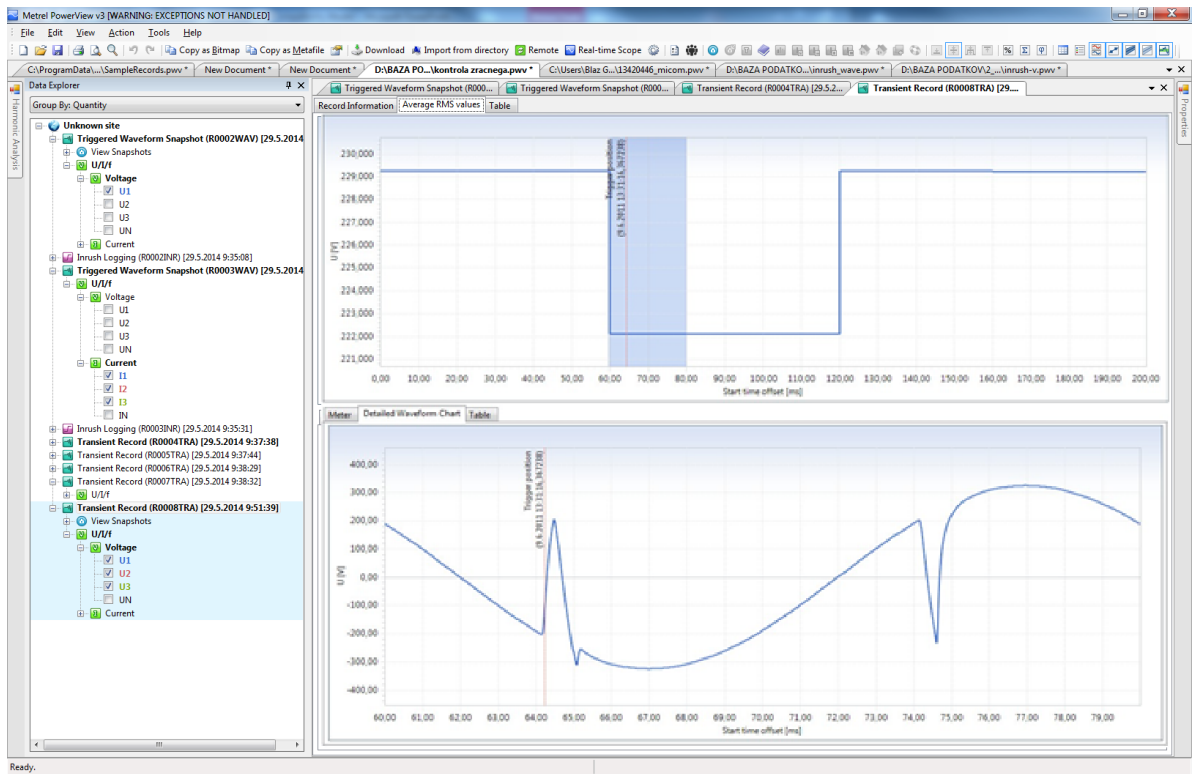 Metrel PowerView v3 [WARNING: EXCEPTIONS NOT HANDLED]
File Edit View Action Tools Help
Copy as Bitmap Copy as Metafile Download Import from directory Remote Real-time Scope
C:\ProgramData\...\SampleRecords.pwv * New Document * New Document * D:\BAZA PO...\kontrola zracnega.pwv * C:\Users\Blaz G...\13420446_micom.pwv * D:\BAZA PODATKO...\inrush_wave.pwv * D:\BAZA PODATKOV\2_...\inrush-v.pwv *
Harmonic Analysis
Data Explorer
Group By: Quantity
Unknown site
Triggered Waveform Snapshot (R0002WAV) [29.5.2014
View Snapshots
U/I/f
Voltage
U1
U2
U3
UN
Current
Inrush Logging (R0002INR) [29.5.2014 9:35:08]
Triggered Waveform Snapshot (R0003WAV) [29.5.2014
U/I/f
Voltage
U1
U2
U3
UN
Current
I1
I2
I3
IN
Inrush Logging (R0003INR) [29.5.2014 9:35:31]
Transient Record (R0004TRA) [29.5.2014 9:37:38]
Transient Record (R0005TRA) [29.5.2014 9:37:44]
Transient Record (R0006TRA) [29.5.2014 9:38:29]
Transient Record (R0007TRA) [29.5.2014 9:38:32]
U/I/f
Transient Record (R0008TRA) [29.5.2014 9:51:39]
View Snapshots
U/I/f
Voltage
U1
U2
U3
UN
Current
Triggered Waveform Snapshot (R000... Triggered Waveform Snapshot (R000... Transient Record (R0004TRA) [29.5.2... Transient Record (R0008TRA) [29....
Properties
Record Information Average RMS values Table
230,000
229,000
228,000
227,000
226,000
225,000
224,000
223,000
222,000
221,000
U [V]
Trigger position
(9.6.2011 13:31:16,367238)
0,00 10,00 20,00 30,00 40,00 50,00 60,00 70,00 80,00 90,00 100,00 110,00 120,00 130,00 140,00 150,00 160,00 170,00 180,00 190,00 200,00
Start time offset [ms]
Meter Detailed Waveform Chart Table
400,00
300,00
200,00
100,00
0,00
-100,00
-200,00
-300,00
-400,00
U [V]
Trigger position
(9.6.2011 13:31:16,367238)
60,00 61,00 62,00 63,00 64,00 65,00 66,00 67,00 68,00 69,00 70,00 71,00 72,00 73,00 74,00 75,00 76,00 77,00 78,00 79,00
Start time offset [ms]
Ready.